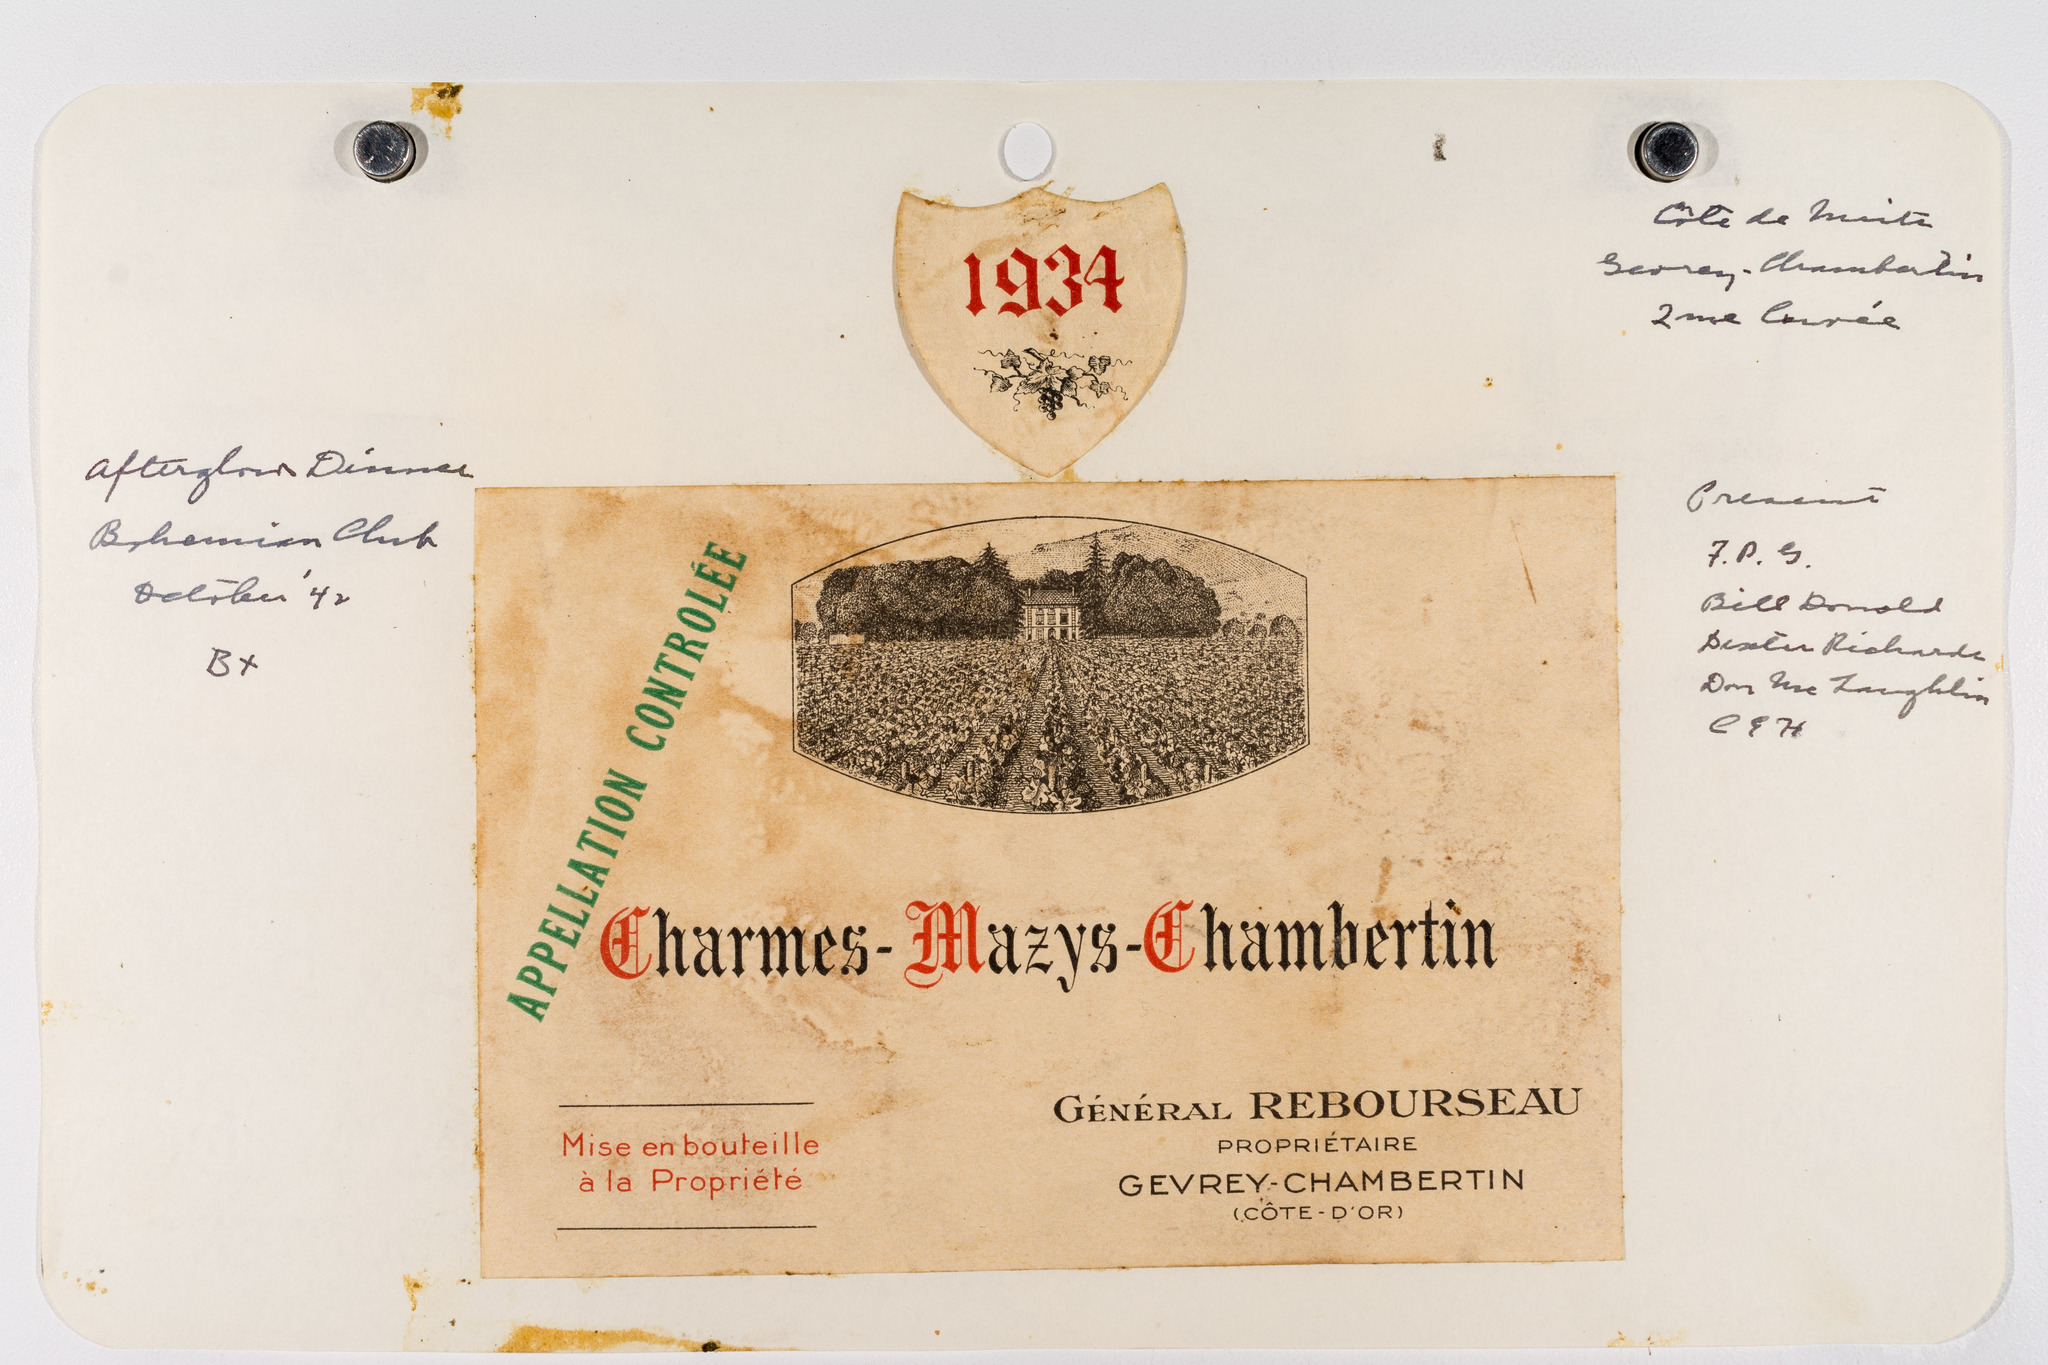 1934
Côte de Nuits
Gevrey-Chambertin
2me Cuvée
Afterglow Dinner
Bohemian Club
October '42
B+
Present
F. P. G.
Bill Donald
Dexter Richards
Don McLaughlin
C E H
APPELLATION CONTROLÉE
Charmes-Mazys-Chambertin
Mise en bouteille
à la Propriété
GÉNÉRAL REBOURSEAU
PROPRIÉTAIRE
GEVREY-CHAMBERTIN
(CÔTE-D'OR)